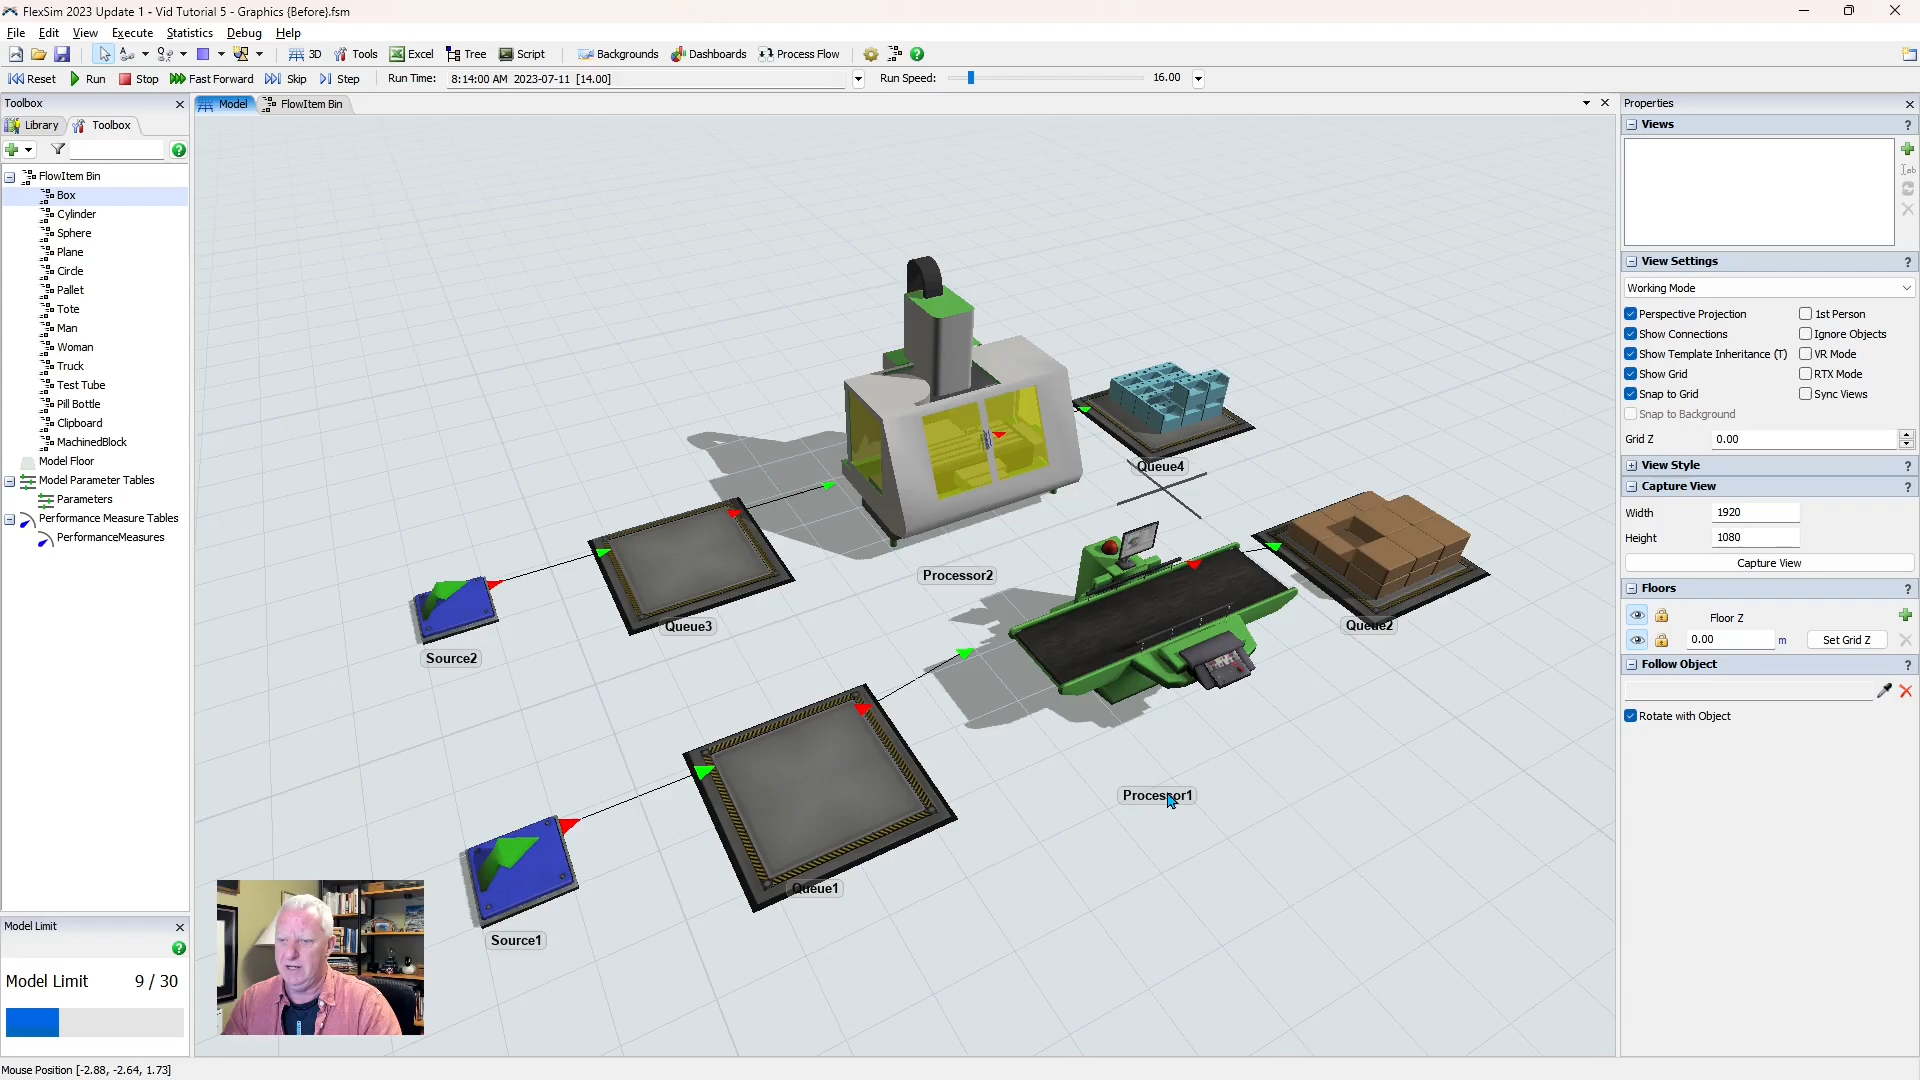 FlexSim 2023 Update 1 - Vid Tutorial 5 - Graphics {Before}.fsm
File Edit View Execute Statistics Debug Help
3D Tools Excel Tree Script Backgrounds Dashboards Process Flow
Reset Run Stop Fast Forward Skip Step Run Time: 8:14:00 AM 2023-07-11 [14.00] Run Speed: 16.00
Toolbox
Library Toolbox
FlowItem Bin
Box
Cylinder
Sphere
Plane
Circle
Pallet
Tote
Man
Woman
Truck
Test Tube
Pill Bottle
Clipboard
MachinedBlock
Model Floor
Model Parameter Tables
Parameters
Performance Measure Tables
PerformanceMeasures
Model Limit
Model Limit 9 / 30
Model FlowItem Bin
Queue4
Processor2
Queue3
Queue2
Source2
Processor1
Queue1
Source1
Properties
Views ?
View Settings ?
Working Mode
Perspective Projection 1st Person
Show Connections Ignore Objects
Show Template Inheritance (T) VR Mode
Show Grid RTX Mode
Snap to Grid Sync Views
Snap to Background
Grid Z 0.00
View Style ?
Capture View ?
Width 1920
Height 1080
Capture View
Floors ?
Floor Z
0.00 m Set Grid Z
Follow Object ?
Rotate with Object
Mouse Position [-2.88, -2.64, 1.73]